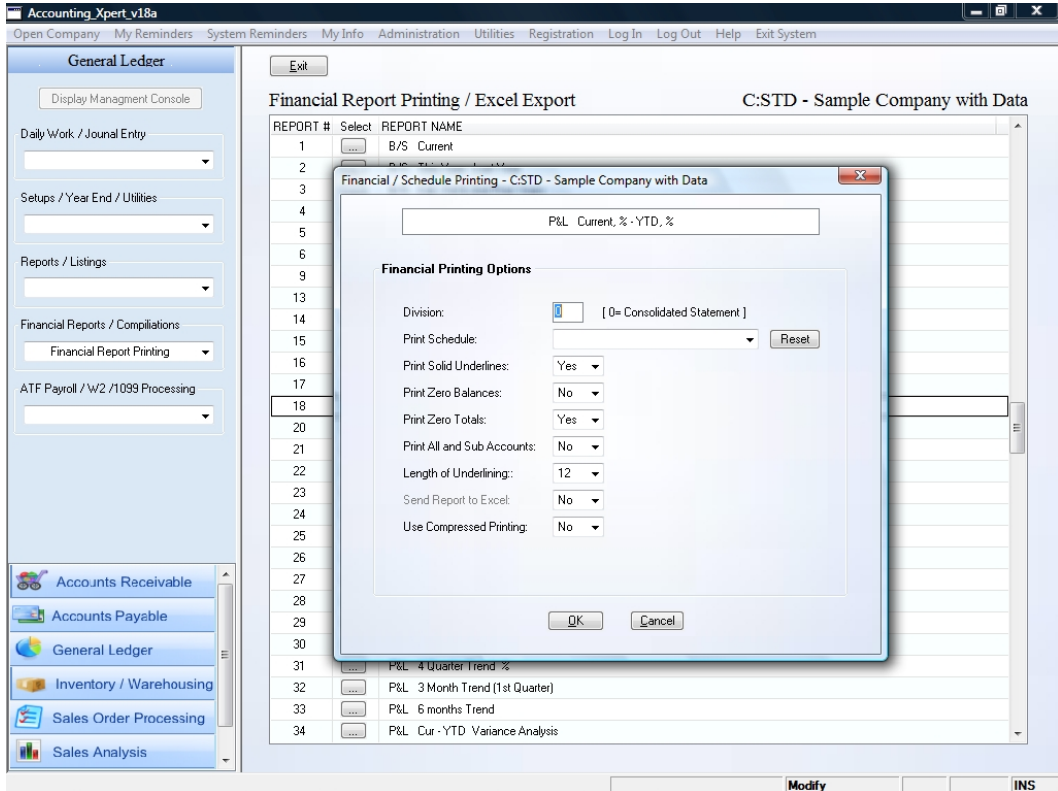 Accounting_Xpert_v18a
Open Company My Reminders System Reminders My Info Administration Utilities Registration Log In Log Out Help Exit System
General Ledger
Exit
Display Managment Console
Financial Report Printing / Excel Export C:STD - Sample Company with Data
REPORT # Select REPORT NAME
Daily Work / Jounal Entry
1 ... B/S Current
2
Setups / Year End / Utilities
3
4
5
6
Reports / Listings
9
13
Financial Reports / Compiliations
14
Financial Report Printing
15
16
ATF Payroll / W2 /1099 Processing
17
18
20
21
22
23
24
25
26
27
28
29
30
Financial / Schedule Printing - C:STD - Sample Company with Data
P&L Current, % - YTD, %
Financial Printing Options
Division: 0 [ 0= Consolidated Statement ]
Print Schedule: Reset
Print Solid Underlines: Yes
Print Zero Balances: No
Print Zero Totals: Yes
Print All and Sub Accounts: No
Length of Underlining:: 12
Send Report to Excel: No
Use Compressed Printing: No
OK Cancel
31 ... P&L 4 Quarter Trend %
32 ... P&L 3 Month Trend (1st Quarter)
33 ... P&L 6 months Trend
34 ... P&L Cur - YTD Variance Analysis
Accounts Receivable
Accounts Payable
General Ledger
Inventory / Warehousing
Sales Order Processing
Sales Analysis
Modify INS